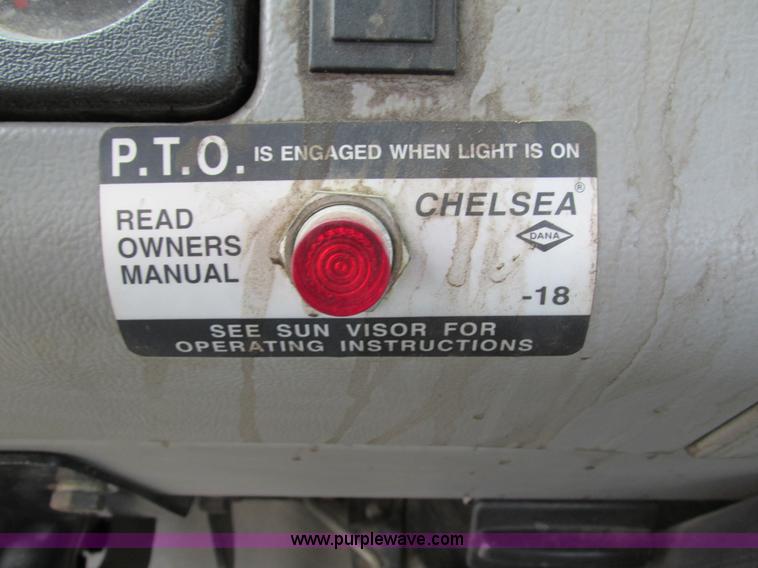 P.T.O. IS ENGAGED WHEN LIGHT IS ON
READ
OWNERS
MANUAL
CHELSEA®
DANA
-18
SEE SUN VISOR FOR
OPERATING INSTRUCTIONS
www.purplewave.com